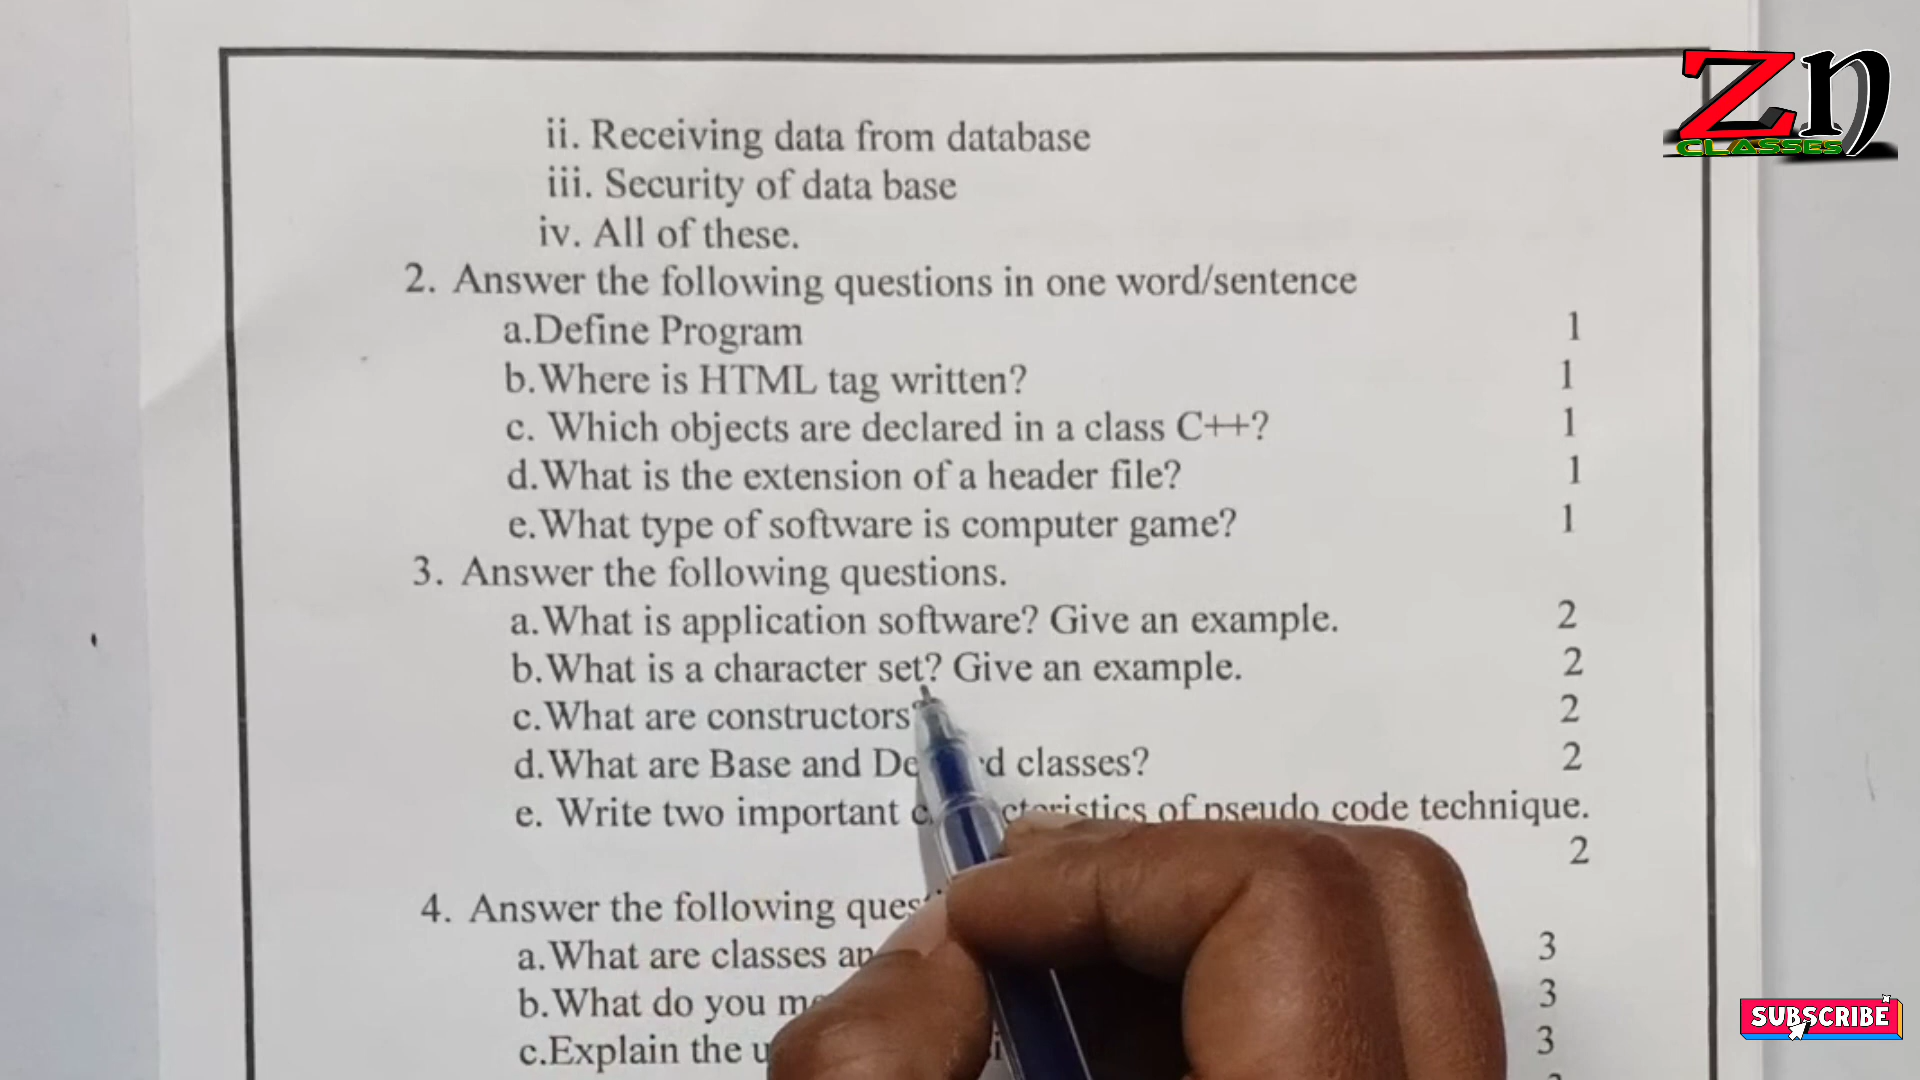 Zn
CLASSES
ii. Receiving data from database
iii. Security of data base
iv. All of these.
2. Answer the following questions in one word/sentence
a.Define Program 1
b.Where is HTML tag written? 1
c. Which objects are declared in a class C++? 1
d.What is the extension of a header file? 1
e.What type of software is computer game? 1
3. Answer the following questions.
a.What is application software? Give an example. 2
b.What is a character set? Give an example. 2
c.What are constructors? 2
d.What are Base and classes? 2
e. Write two important of pseudo code technique.
2
4. Answer the following
a.What are classes 3
b.What do you 3
c.Explain the 3
SUBSCRIBE